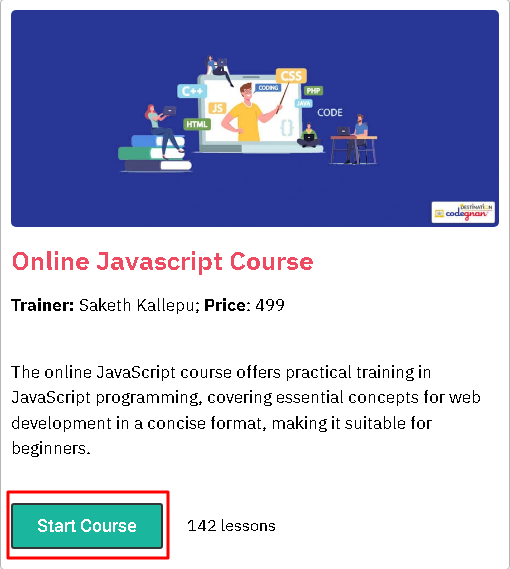 CSS
CODING
C++
PHP
JS
JAVA
CODE
HTML
{ }
DESTINATION
codegnan
Online Javascript Course
Trainer: Saketh Kallepu; Price: 499
The online JavaScript course offers practical training in
JavaScript programming, covering essential concepts for web
development in a concise format, making it suitable for
beginners.
Start Course 142 lessons